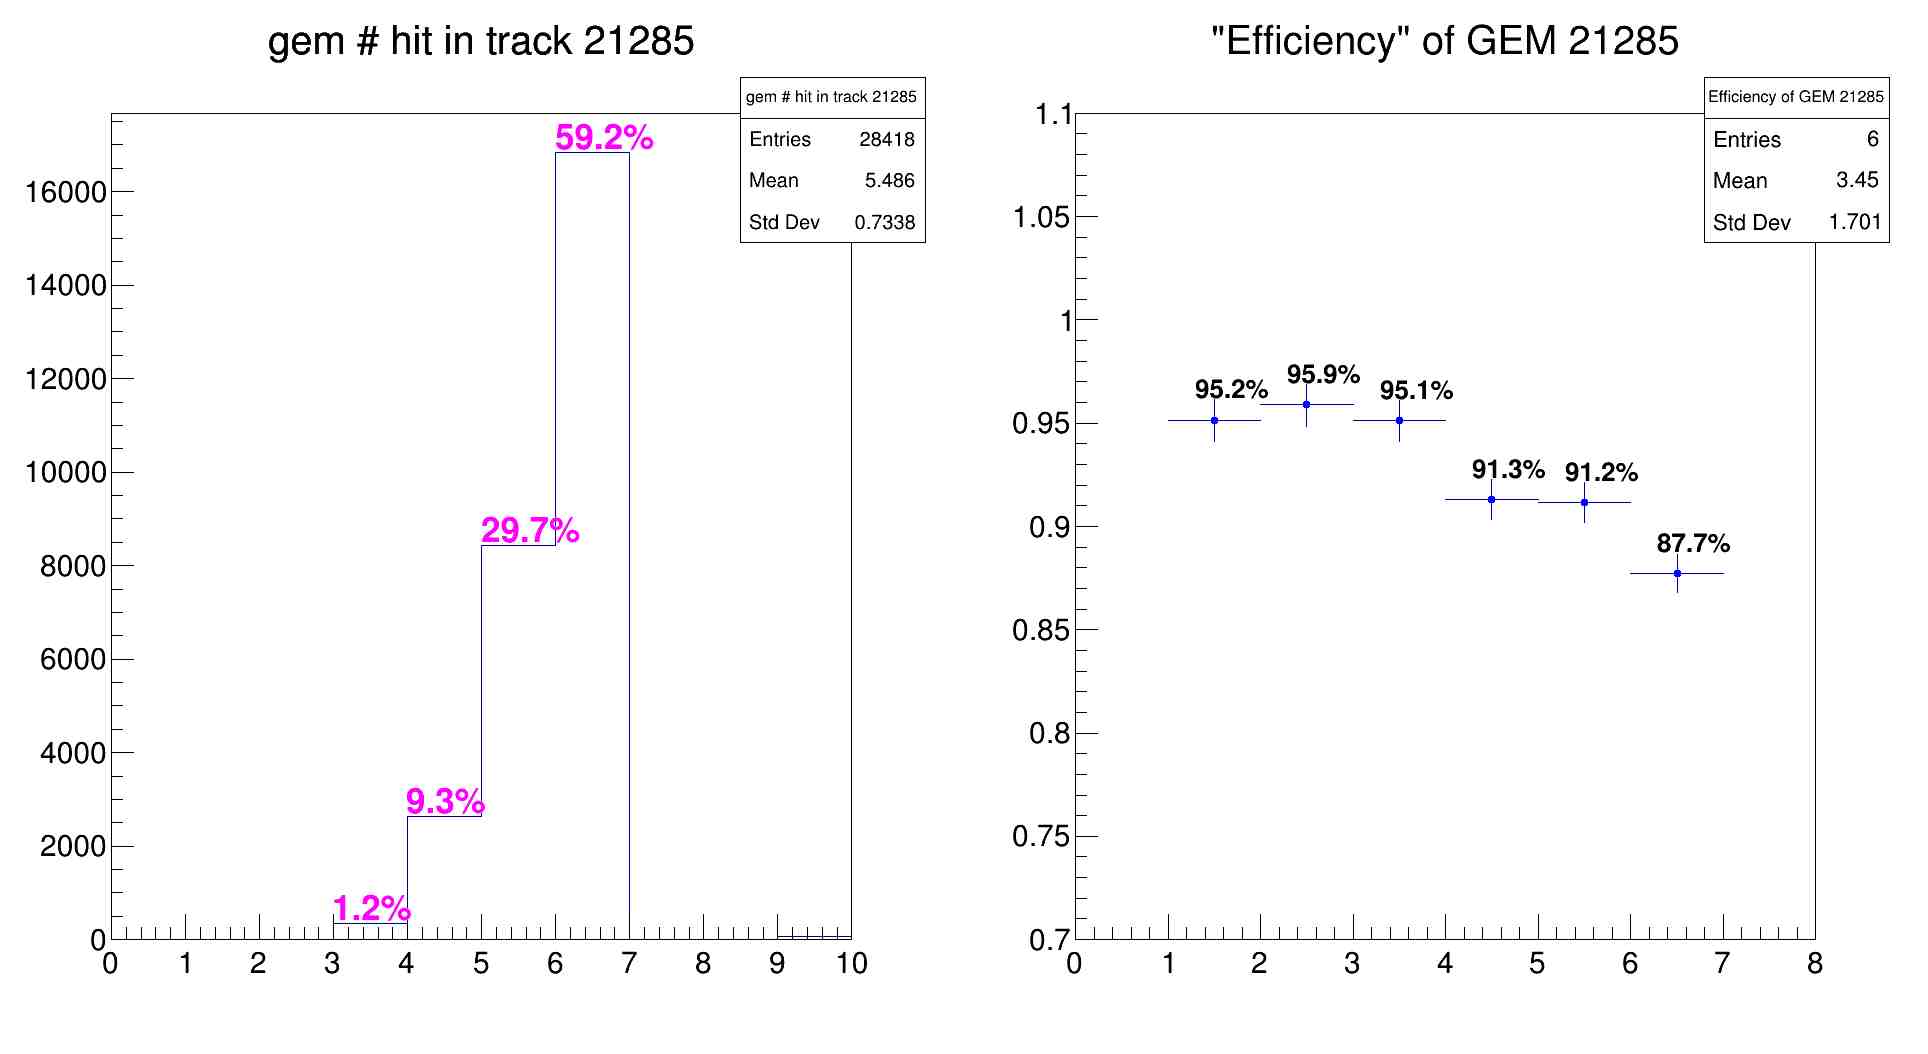 gem # hit in track 21285
gem # hit in track 21285
Entries 28418
Mean 5.486
Std Dev 0.7338
59.2%
29.7%
9.3%
1.2%
16000
14000
12000
10000
8000
6000
4000
2000
0
0 1 2 3 4 5 6 7 8 9 10
"Efficiency" of GEM 21285
Efficiency of GEM 21285
Entries 6
Mean 3.45
Std Dev 1.701
95.2% 95.9% 95.1%
91.3% 91.2%
87.7%
1.1
1.05
1
0.95
0.9
0.85
0.8
0.75
0.7
0 1 2 3 4 5 6 7 8